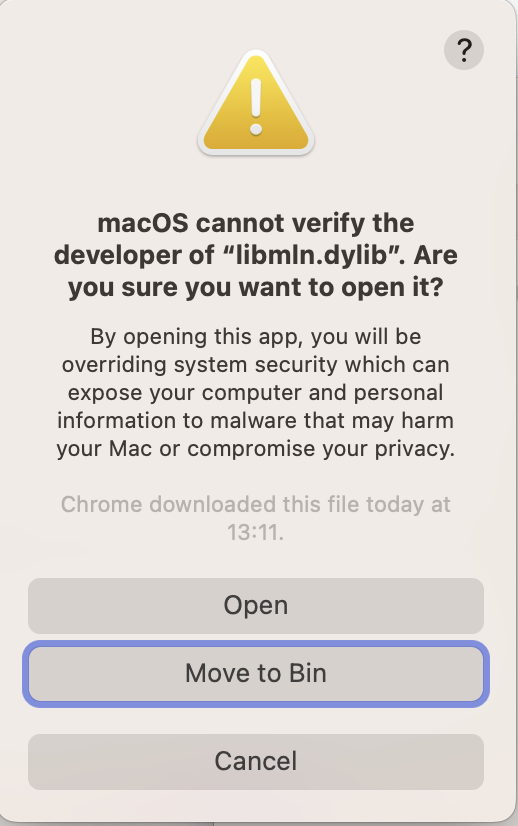 ?
macOS cannot verify the
developer of “libmln.dylib”. Are
you sure you want to open it?
By opening this app, you will be
overriding system security which can
expose your computer and personal
information to malware that may harm
your Mac or compromise your privacy.
Chrome downloaded this file today at
13:11.
Open
Move to Bin
Cancel